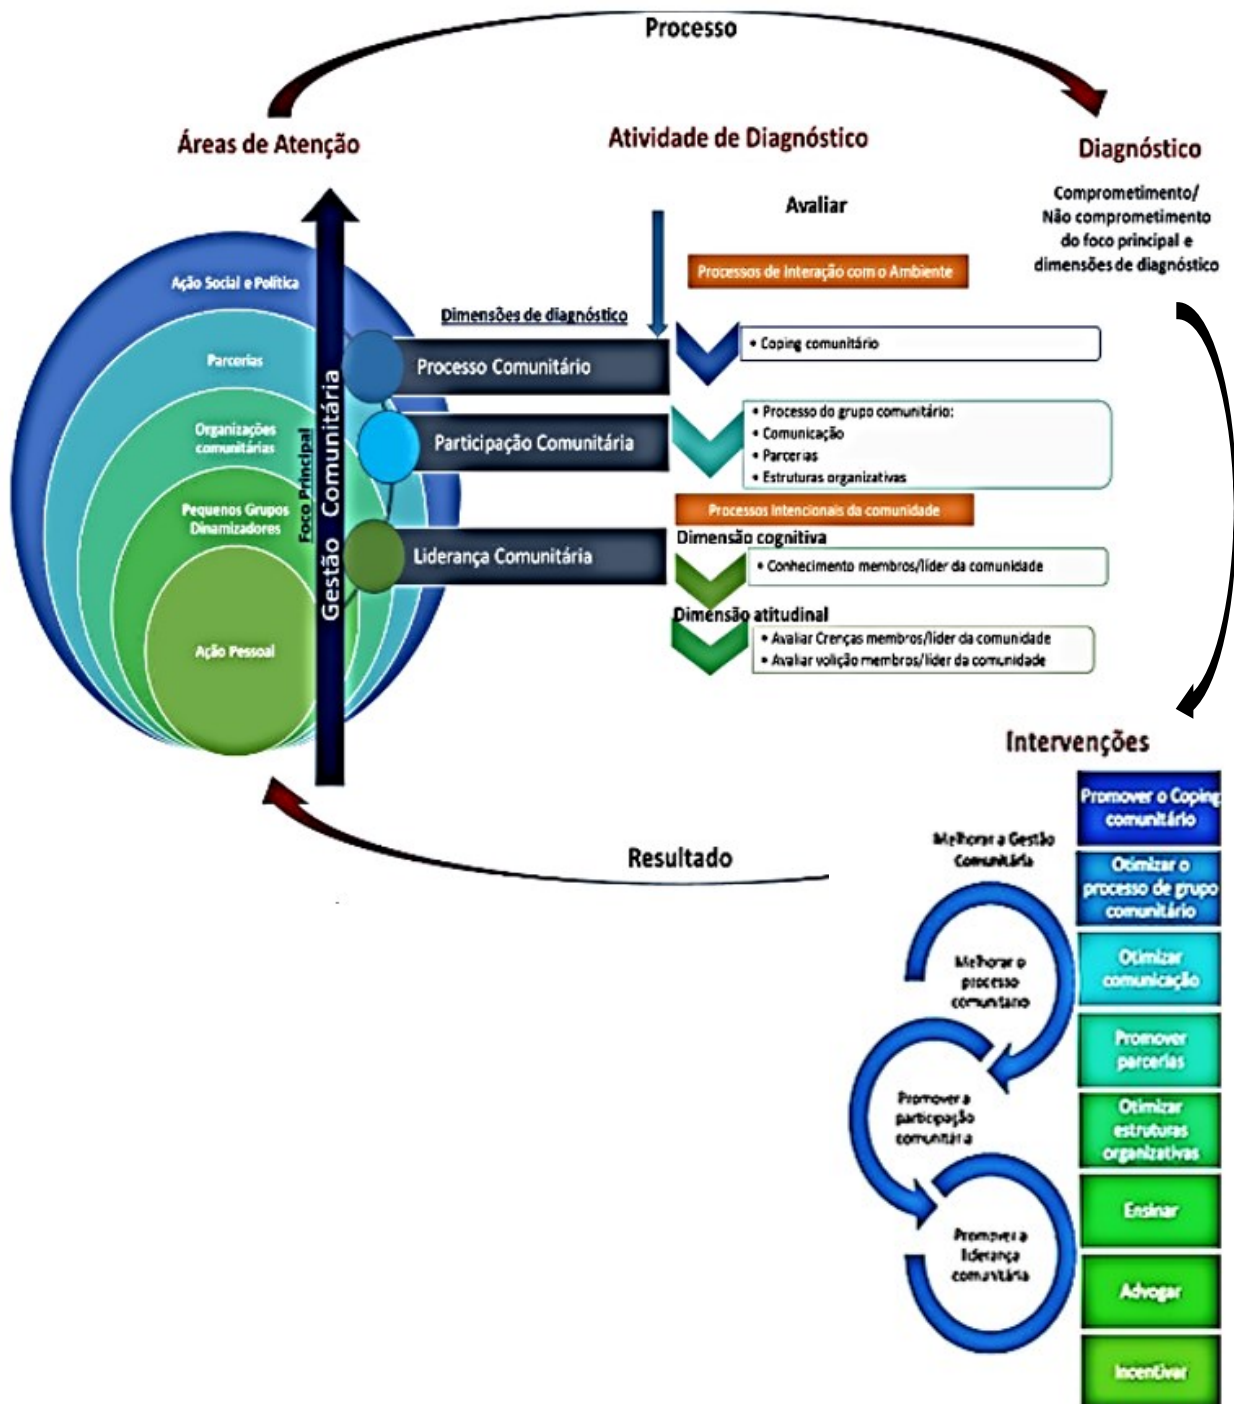 Processo
Áreas de Atenção
Atividade de Diagnóstico
Diagnóstico
Comprometimento/
Não comprometimento
do foco principal e
dimensões de diagnóstico
Avaliar
Processos de Interação com o Ambiente
Ação Social e Política
Parcerias
Organizações
comunitárias
Pequenos Grupos
Dinamizadores
Ação Pessoal
Foco Principal
Gestão Comunitária
Dimensões de diagnóstico
Processo Comunitário
Participação Comunitária
Liderança Comunitária
• Coping comunitário
• Processo do grupo comunitário:
• Comunicação
• Parcerias
• Estruturas organizativas
Processos Intencionais da comunidade
Dimensão cognitiva
• Conhecimento membros/líder da comunidade
Dimensão atitudinal
• Avaliar Crenças membros/líder da comunidade
• Avaliar volição membros/líder da comunidade
Intervenções
Promover o Coping
comunitário
Otimizar o
processo de grupo
comunitário
Otimizar
comunicação
Promover
parcerias
Otimizar
estruturas
organizativas
Ensinar
Advogar
Incentivar
Melhorar a Gestão
Comunitária
Melhorar o
processo
comunitario
Promover a
participação
comunitária
Promover a
liderança
comunitária
Resultado